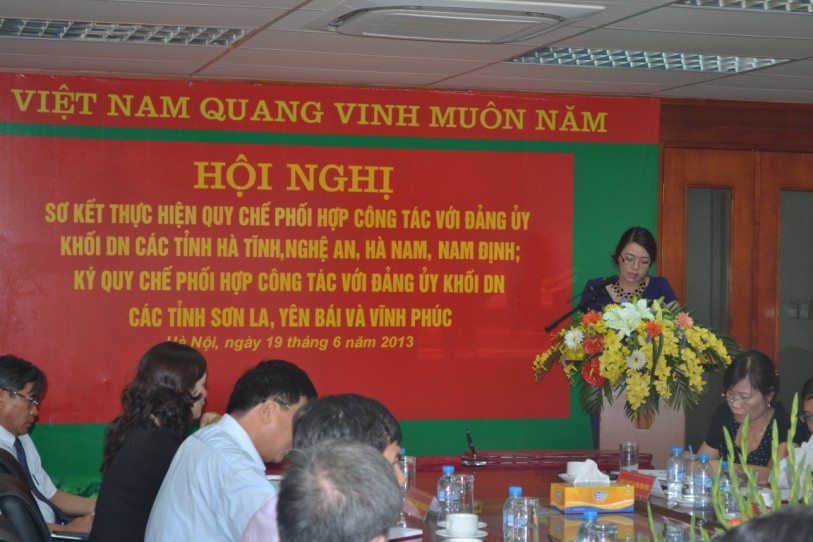 VIỆT NAM QUANG VINH MUÔN NĂM
HỘI NGHỊ
SƠ KẾT THỰC HIỆN QUY CHẾ PHỐI HỢP CÔNG TÁC VỚI ĐẢNG ỦY
KHỐI DN CÁC TỈNH HÀ TĨNH,NGHỆ AN, HÀ NAM, NAM ĐỊNH;
KÝ QUY CHẾ PHỐI HỢP CÔNG TÁC VỚI ĐẢNG ỦY KHỐI DN
CÁC TỈNH SƠN LA, YÊN BÁI VÀ VĨNH PHÚC
Hà Nội, ngày 19 tháng 6 năm 2013